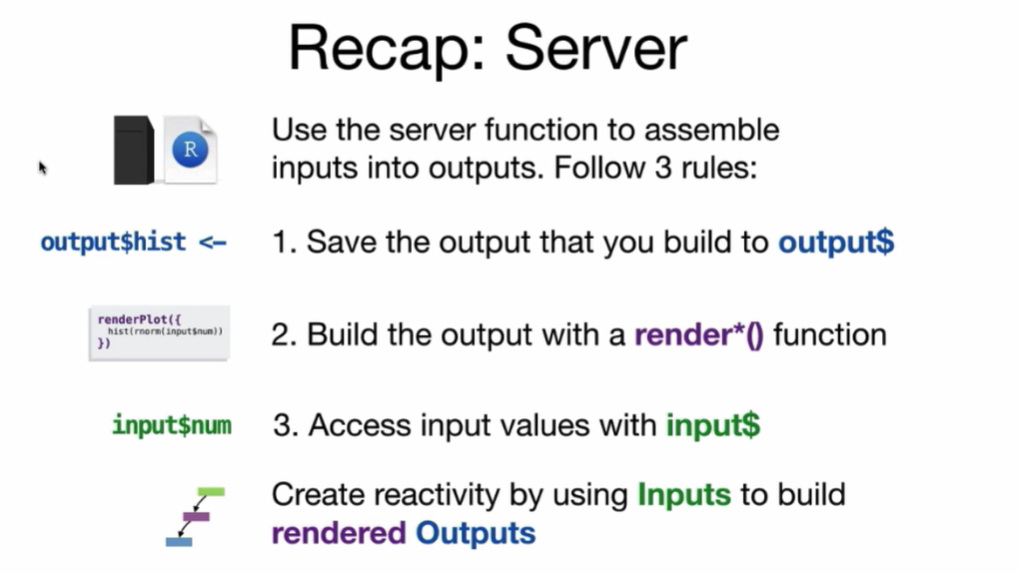 Recap: Server
R
Use the server function to assemble
inputs into outputs. Follow 3 rules:
output$hist <-
1. Save the output that you build to output$
renderPlot({
hist(rnorm(input$num))
})
2. Build the output with a render*() function
input$num
3. Access input values with input$
Create reactivity by using Inputs to build
rendered Outputs